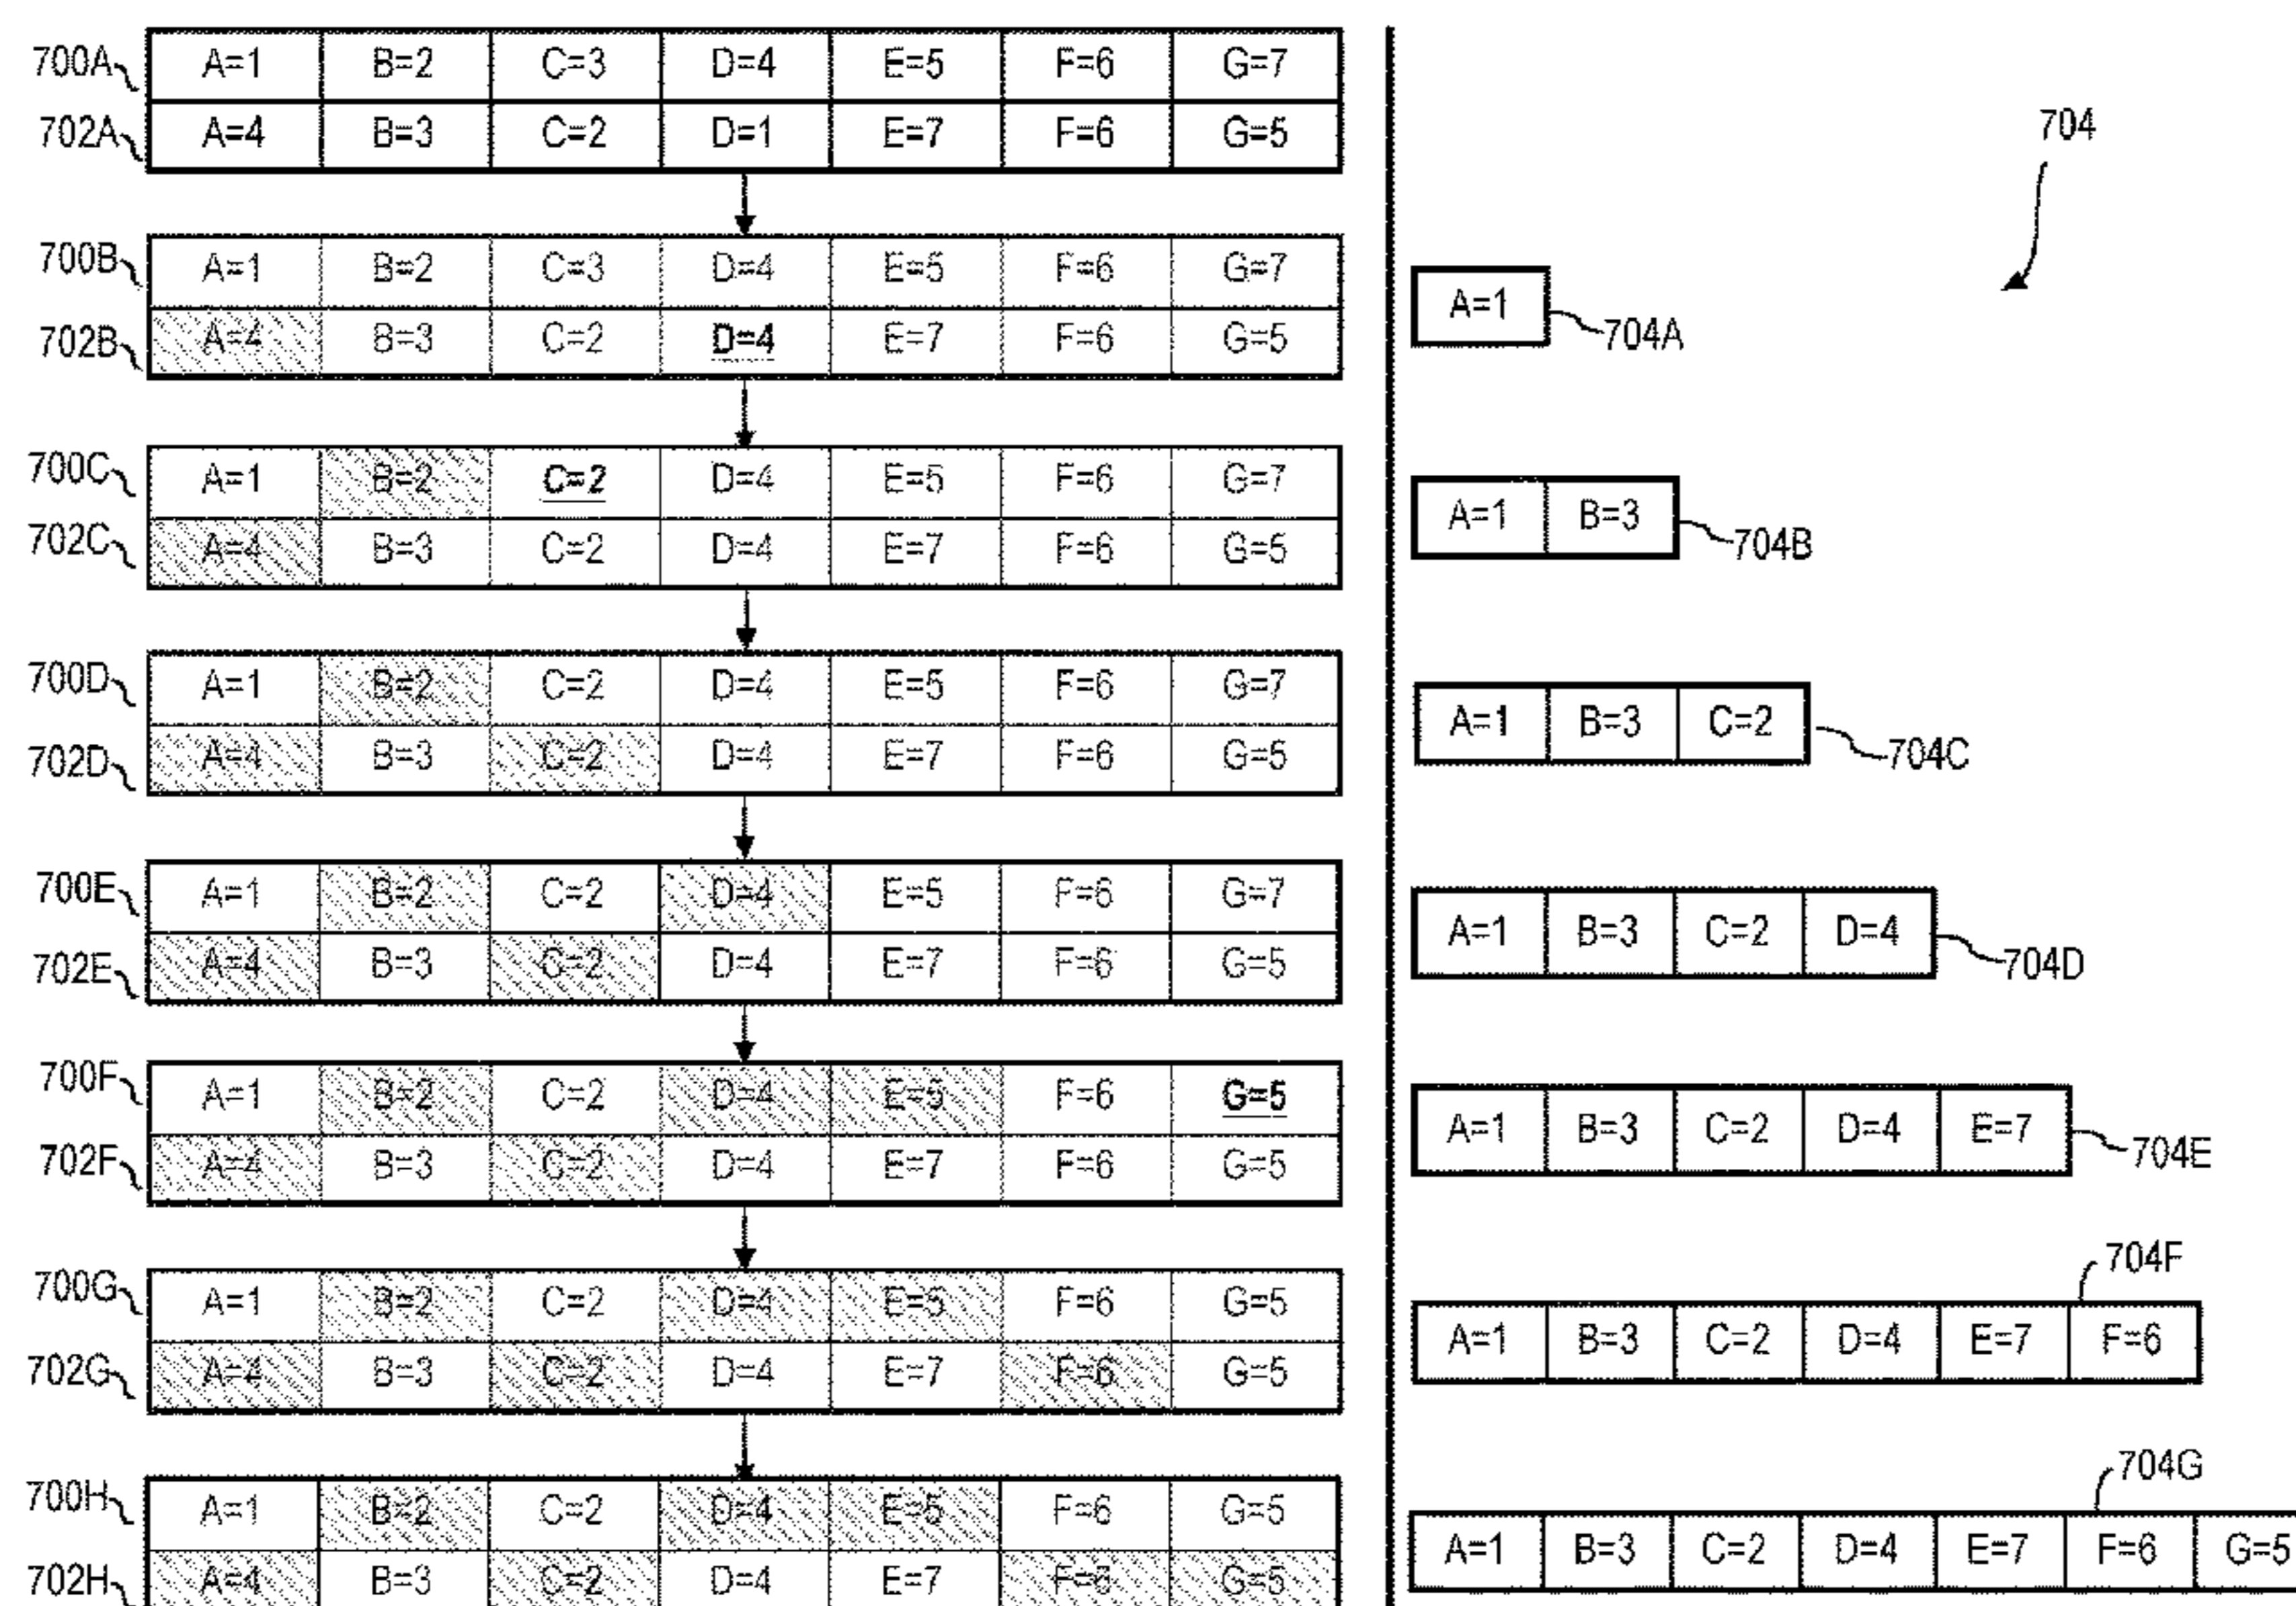 700A A=1 B=2 C=3 D=4 E=5 F=6 G=7
702A A=4 B=3 C=2 D=1 E=7 F=6 G=5
704
700B A=1 B=2 C=3 D=4 E=5 F=6 G=7
702B A=4 B=3 C=2 D=4 E=7 F=6 G=5
A=1 704A
700C A=1 B=2 C=2 D=4 E=5 F=6 G=7
702C A=4 B=3 C=2 D=4 E=7 F=6 G=5
A=1 B=3 704B
700D A=1 B=2 C=2 D=4 E=5 F=6 G=7
702D A=4 B=3 C=2 D=4 E=7 F=6 G=5
A=1 B=3 C=2 704C
700E A=1 B=2 C=2 D=4 E=5 F=6 G=7
702E A=4 B=3 C=2 D=4 E=7 F=6 G=5
A=1 B=3 C=2 D=4 704D
700F A=1 B=2 C=2 D=4 E=5 F=6 G=5
702F A=4 B=3 C=2 D=4 E=7 F=6 G=5
A=1 B=3 C=2 D=4 E=7 704E
700G A=1 B=2 C=2 D=4 E=5 F=6 G=5
702G A=4 B=3 C=2 D=4 E=7 F=6 G=5
704F
A=1 B=3 C=2 D=4 E=7 F=6
700H A=1 B=2 C=2 D=4 E=5 F=6 G=5
702H A=4 B=3 C=2 D=4 E=7 F=6 G=5
704G
A=1 B=3 C=2 D=4 E=7 F=6 G=5